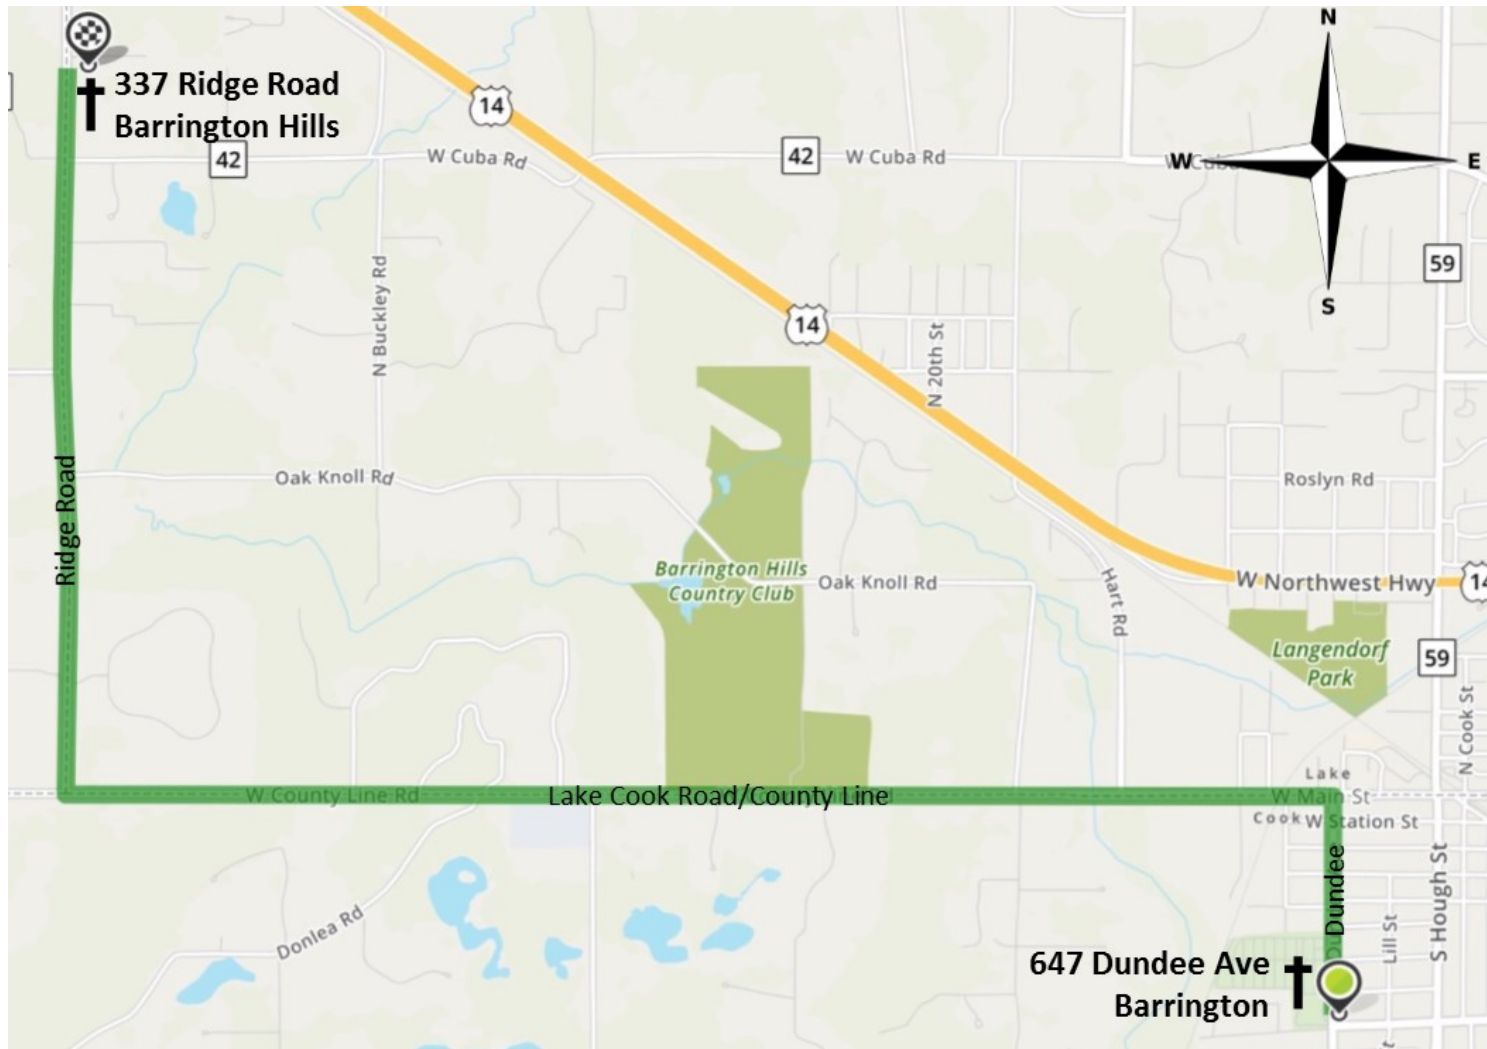 N
337 Ridge Road
Barrington Hills
14
42
W Cuba Rd
42
W Cuba Rd
W Cuba
W
E
S
59
N Buckley Rd
14
N 20th St
Oak Knoll Rd
Roslyn Rd
Ridge Road
Barrington Hills
Country Club
Oak Knoll Rd
Hart Rd
W Northwest Hwy
14
Langendorf
Park
59
N Cook St
Lake
W County Line Rd
Lake Cook Road/County Line
W Main St
Cook
W Station St
Dundee
S Hough St
Lill St
Donlea Rd
647 Dundee Ave
Barrington